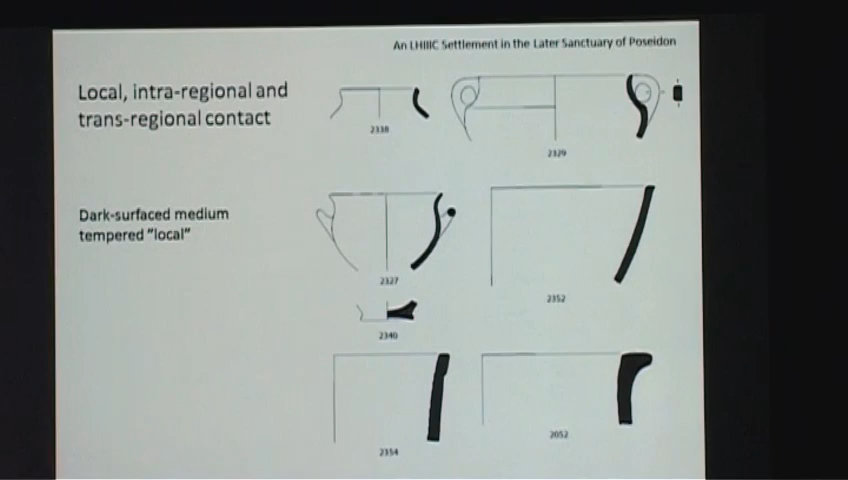 An LHIIIC Settlement in the Later Sanctuary of Poseidon
Local, intra-regional and
trans-regional contact
2338
2329
Dark-surfaced medium
tempered "local"
2327
2352
2340
2354
2052